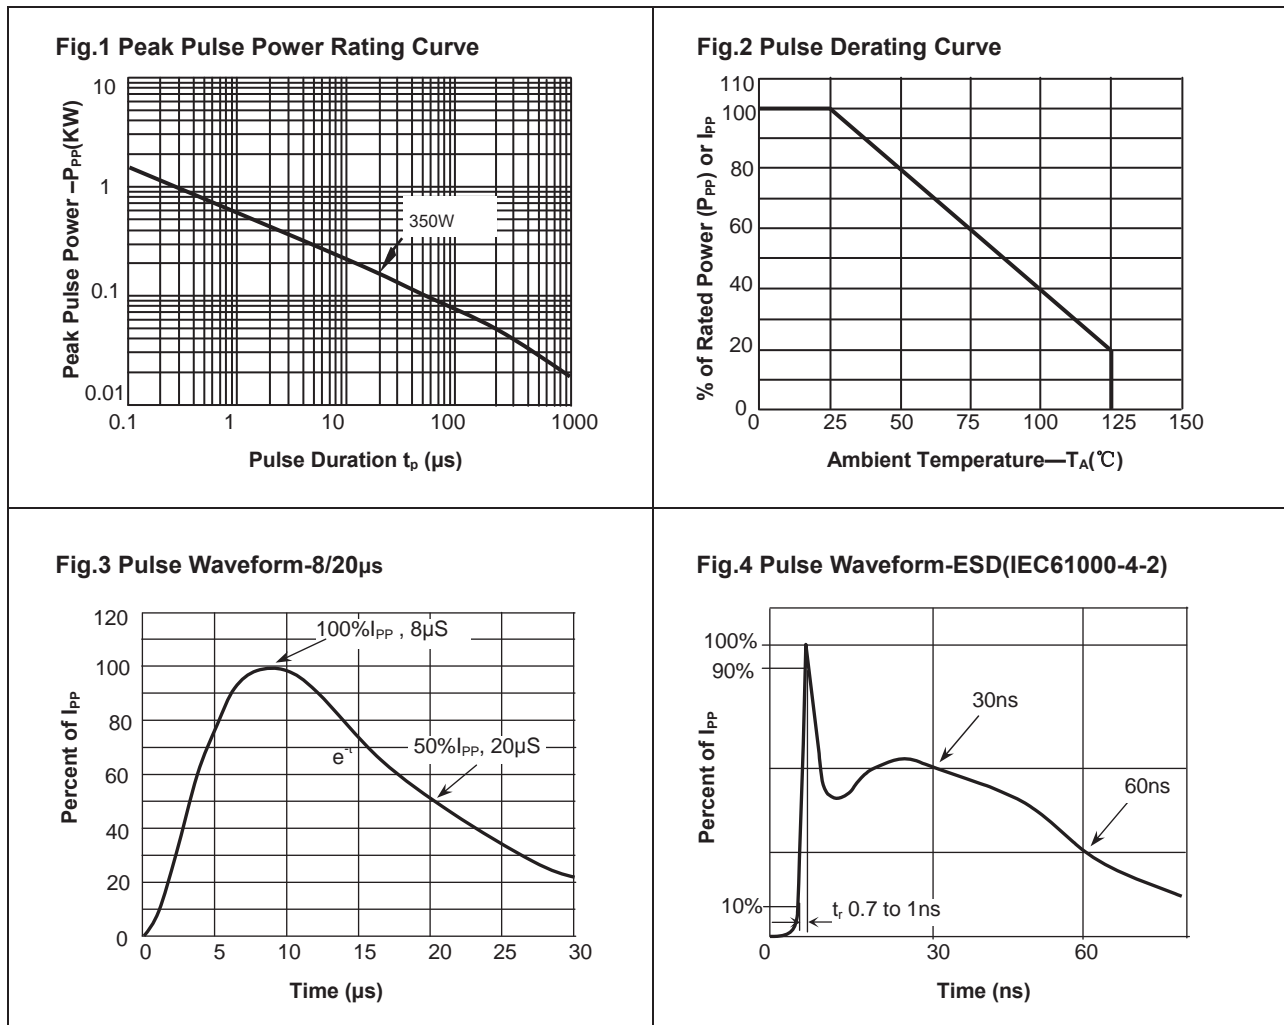 Fig.1 Peak Pulse Power Rating Curve
Peak Pulse Power –PPP(KW)
10
1
0.1
0.01
350W
0.1 1 10 100 1000
Pulse Duration tp (µs)
Fig.2 Pulse Derating Curve
% of Rated Power (PPP) or IPP
110
100
80
60
40
20
0
0 25 50 75 100 125 150
Ambient Temperature—TA(℃)
Fig.3 Pulse Waveform-8/20µs
Percent of IPP
120
100
80
60
40
20
0
100%IPP , 8µS
e-t
50%IPP, 20µS
0 5 10 15 20 25 30
Time (µs)
Fig.4 Pulse Waveform-ESD(IEC61000-4-2)
Percent of IPP
100%
90%
10%
30ns
60ns
tr 0.7 to 1ns
0 30 60
Time (ns)